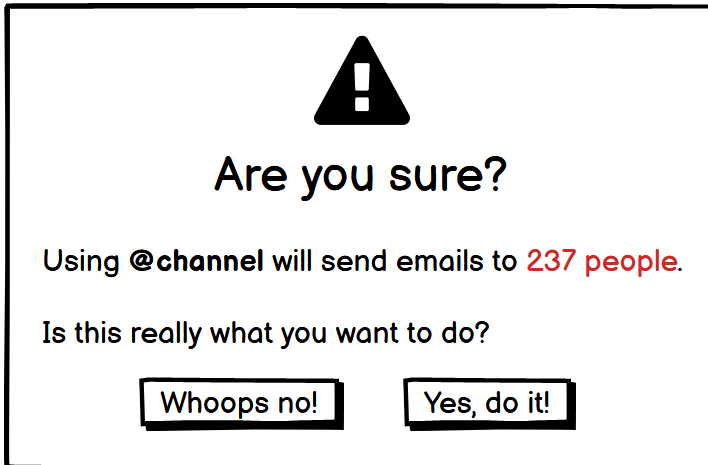 Are you sure?
Using @channel will send emails to 237 people.
Is this really what you want to do?
Whoops no!
Yes, do it!